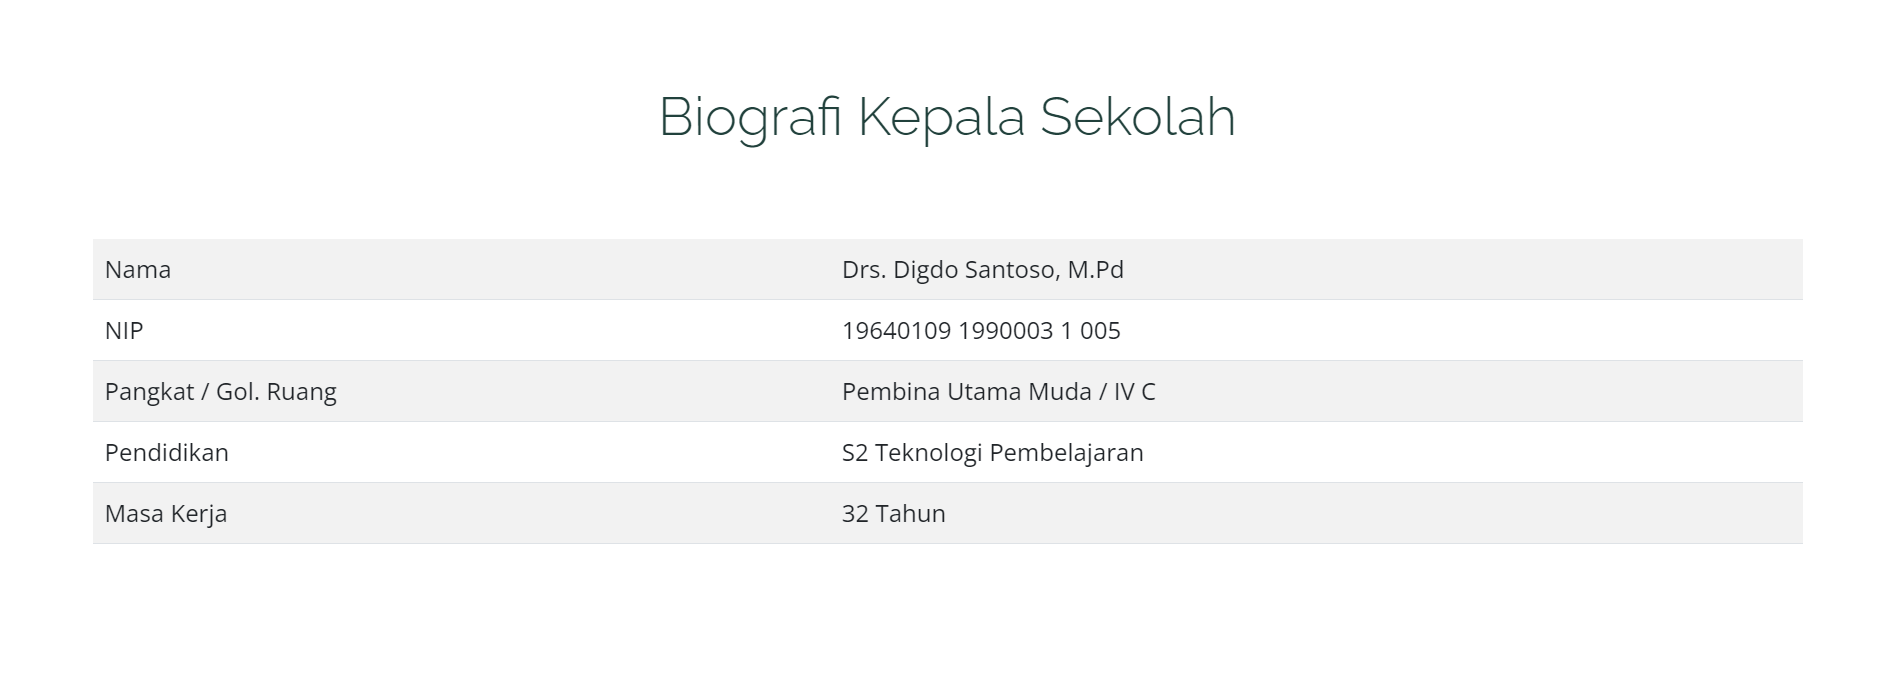 Biografi Kepala Sekolah
Nama Drs. Digdo Santoso, M.Pd
NIP 19640109 1990003 1 005
Pangkat / Gol. Ruang Pembina Utama Muda / IV C
Pendidikan S2 Teknologi Pembelajaran
Masa Kerja 32 Tahun